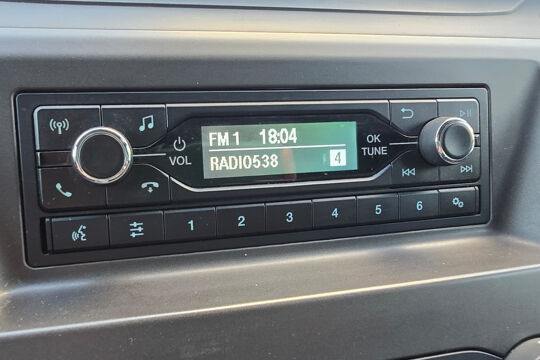 FM 1 18:04
RADIO538 4
VOL
OK
TUNE
1 2 3 4 5 6